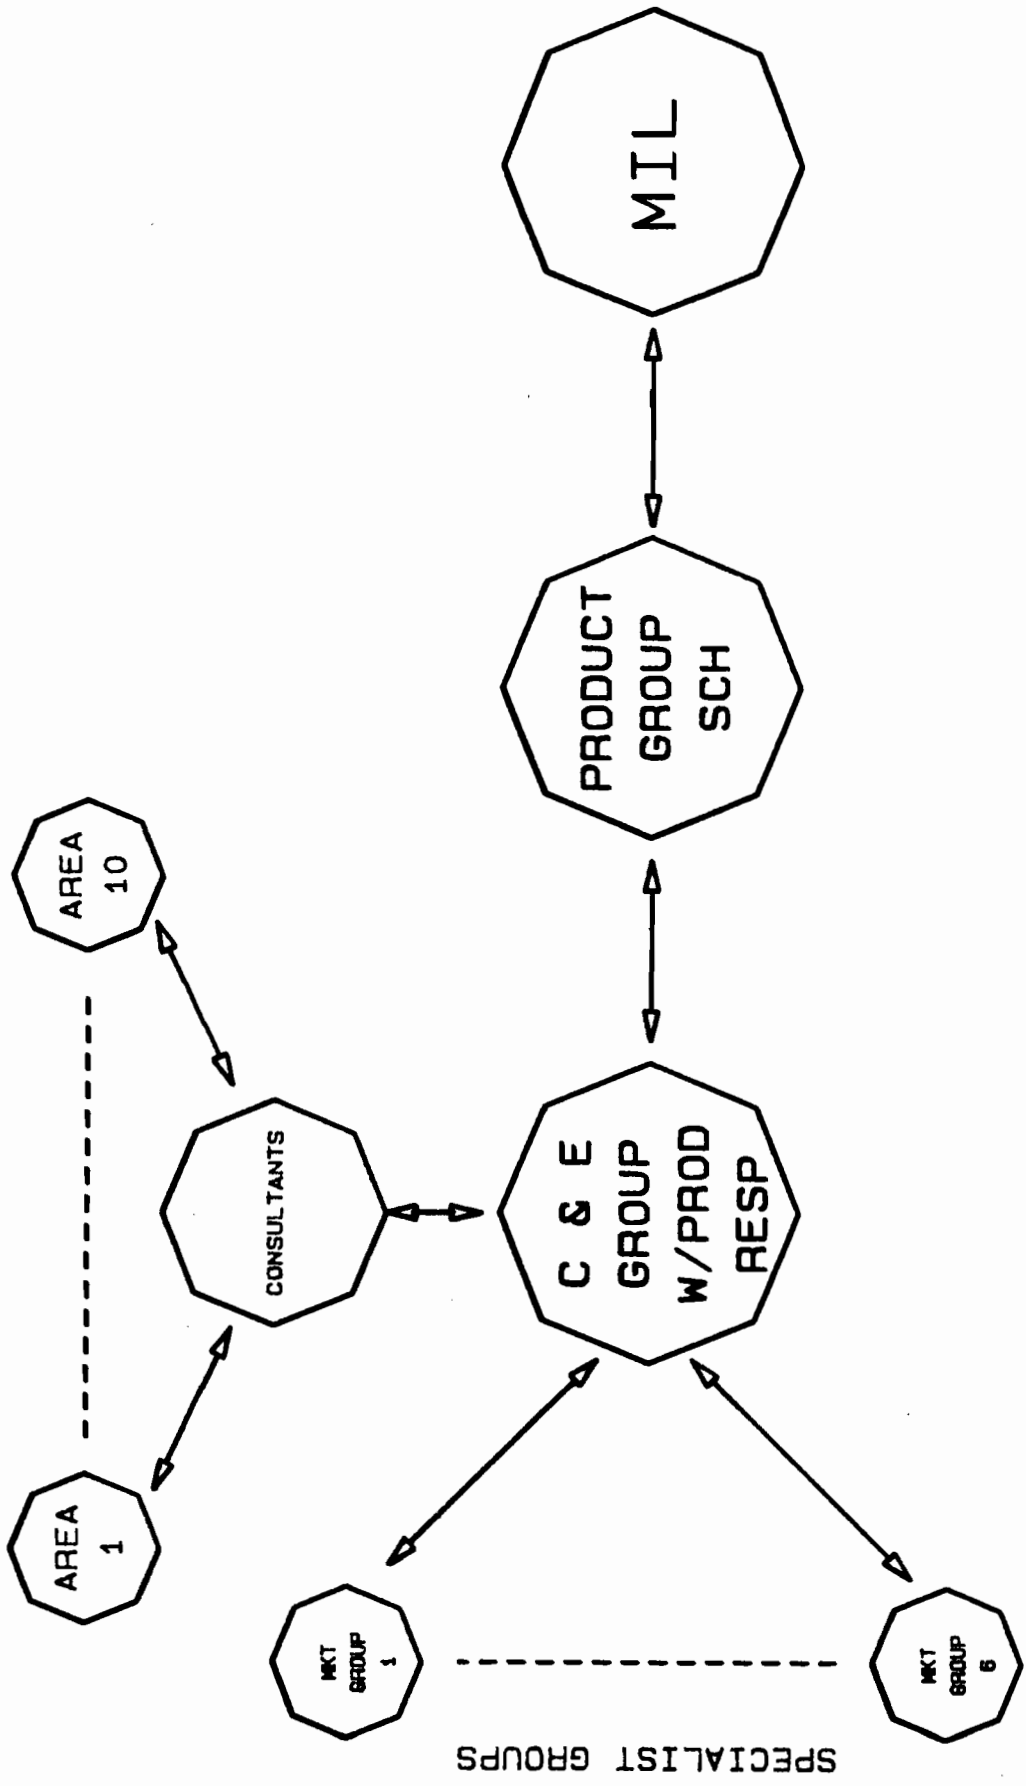 AREA
1
AREA
10
CONSULTANTS
MKT
GROUP
1
MKT
GROUP
6
SPECIALIST GROUPS
C & E
GROUP
W/PROD
RESP
PRODUCT
GROUP
SCH
MIL